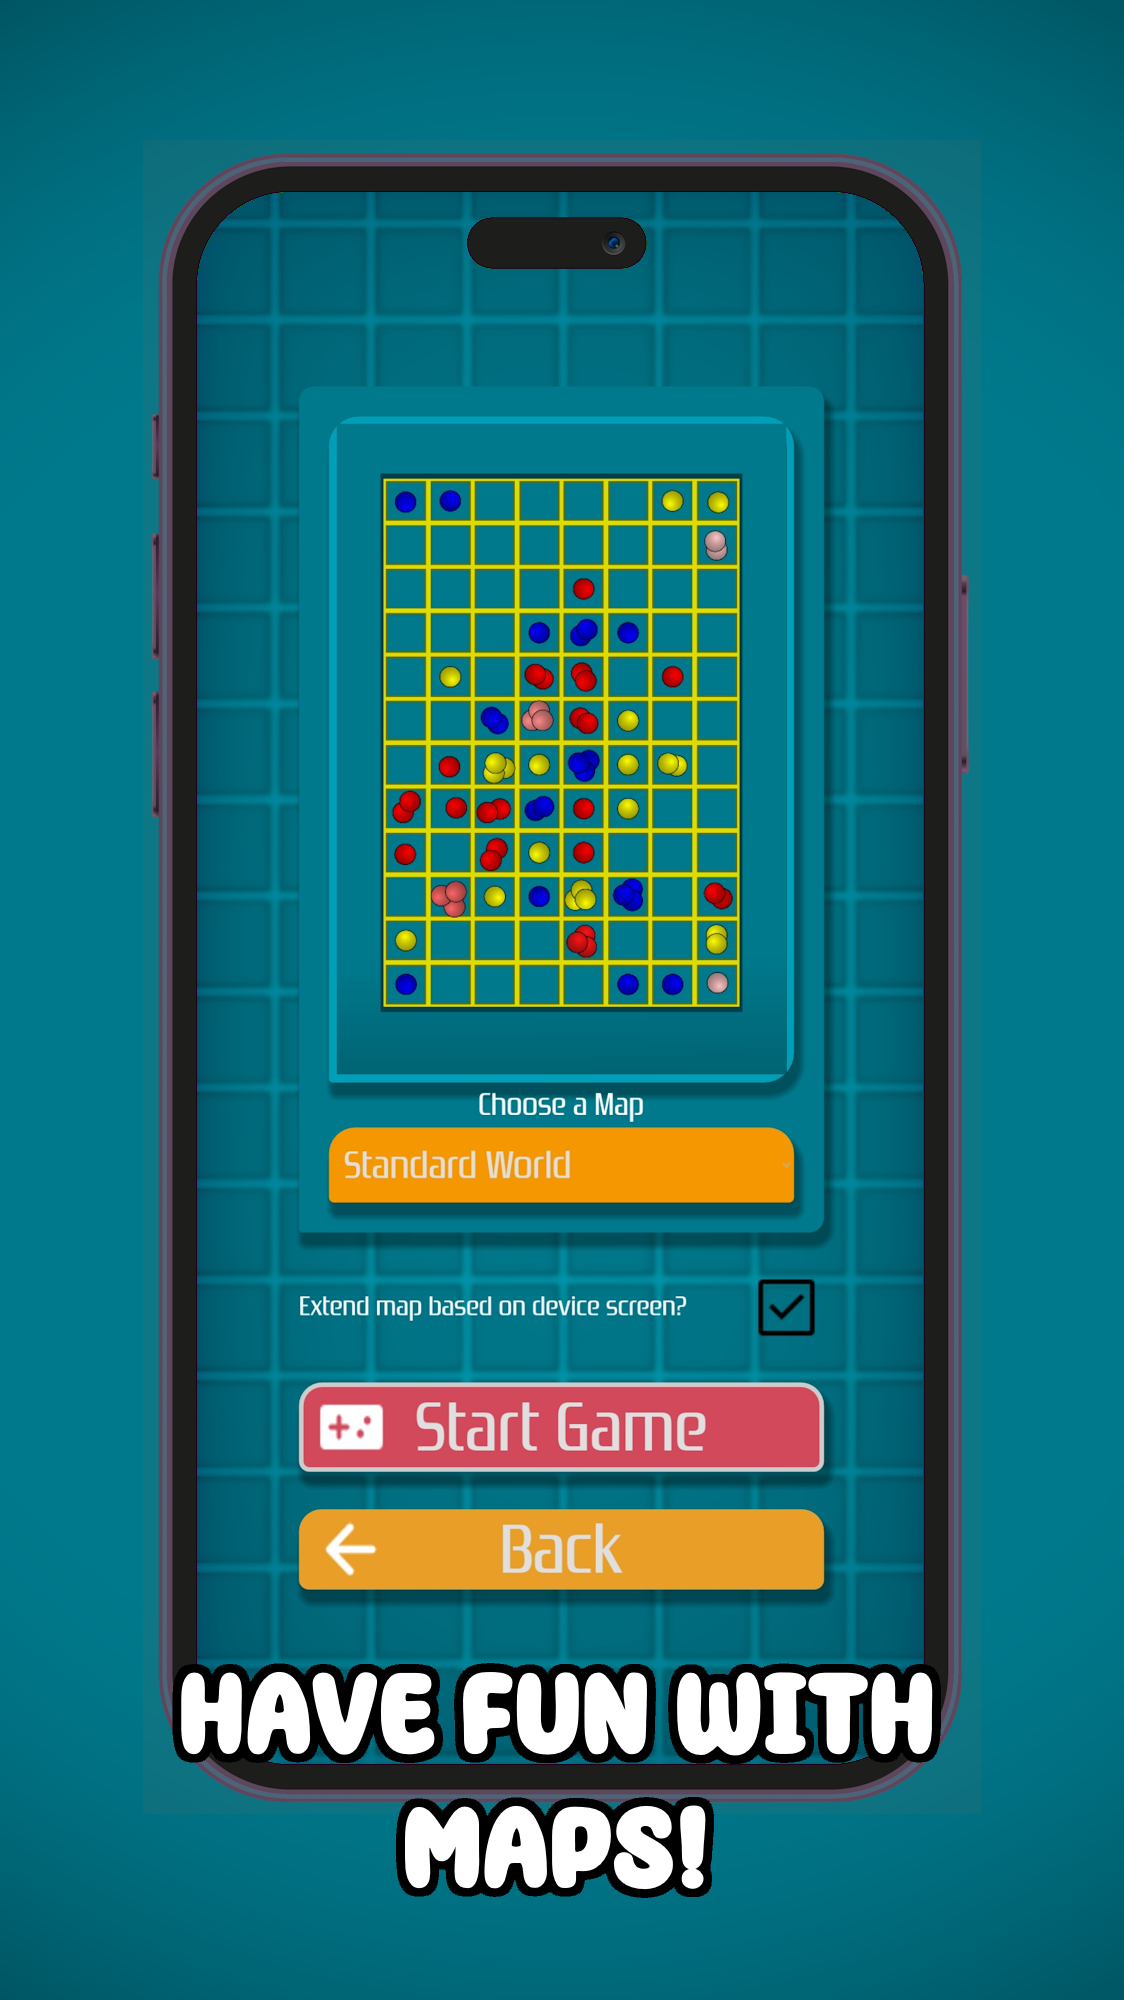 Choose a Map
Standard World
Extend map based on device screen?
Start Game
Back
HAVE FUN WITH
MAPS!